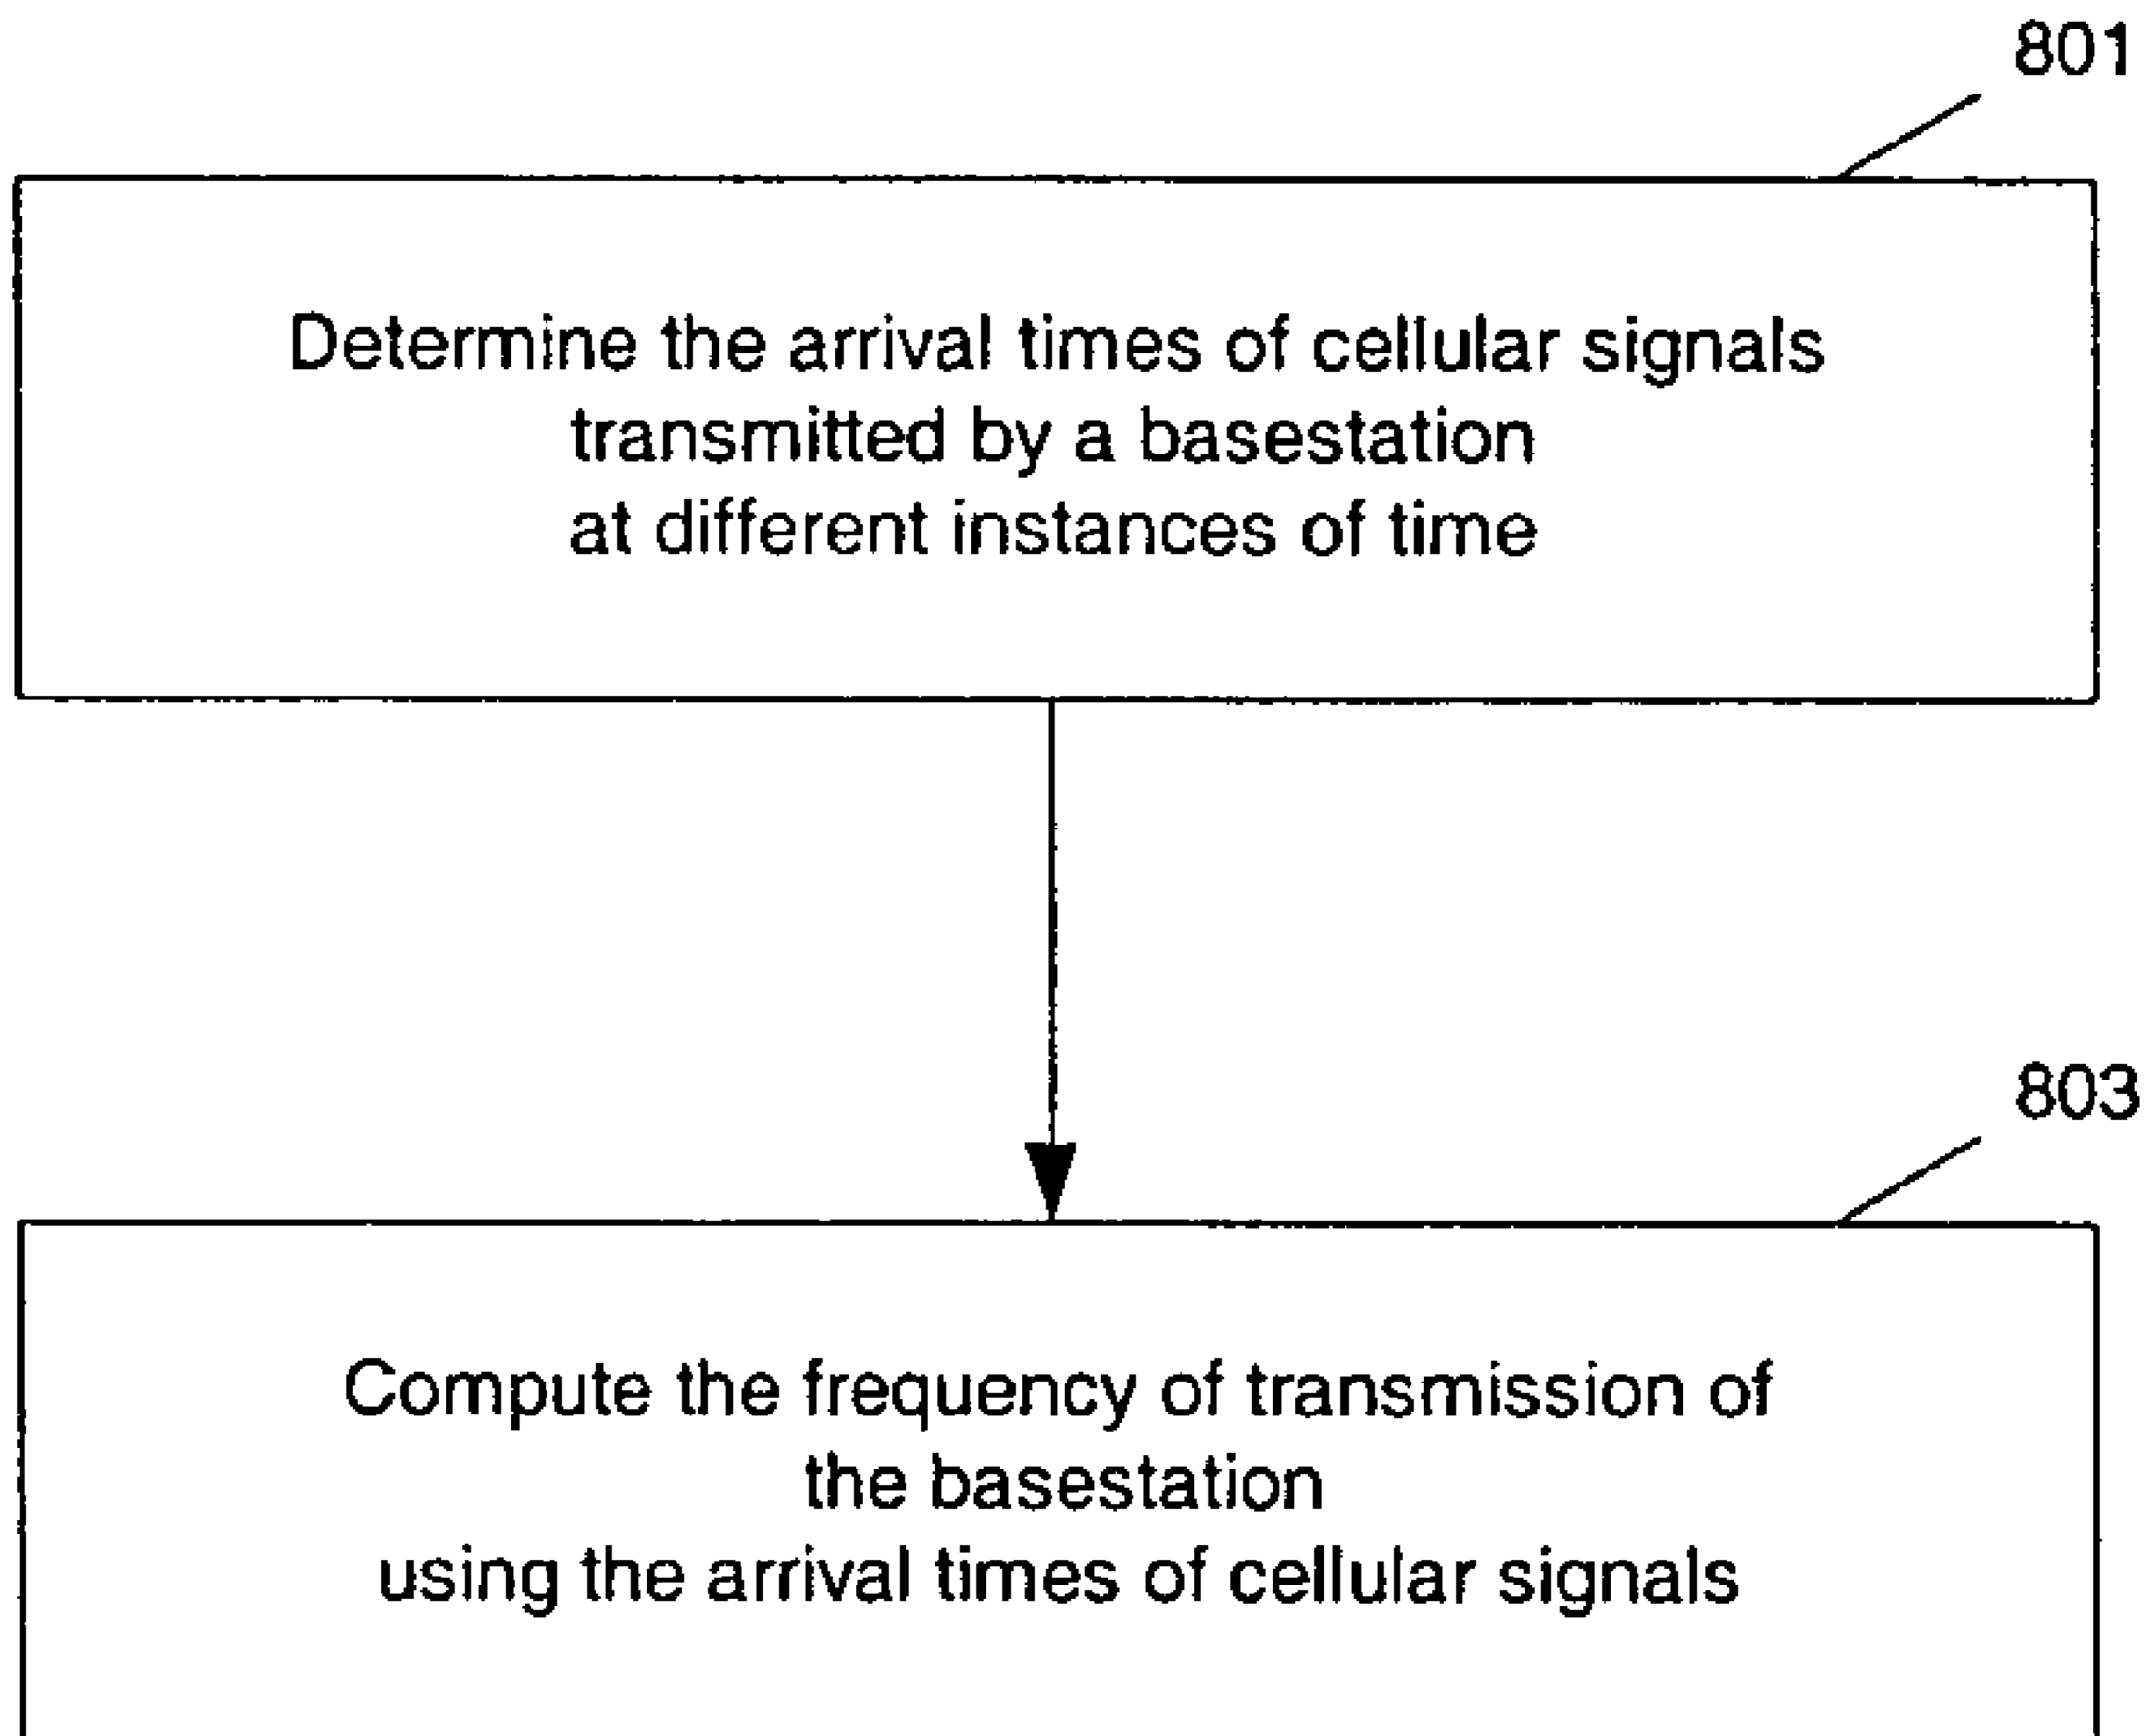 801
Determine the arrival times of cellular signals
transmitted by a basestation
at different instances of time
803
Compute the frequency of transmission of
the basestation
using the arrival times of cellular signals